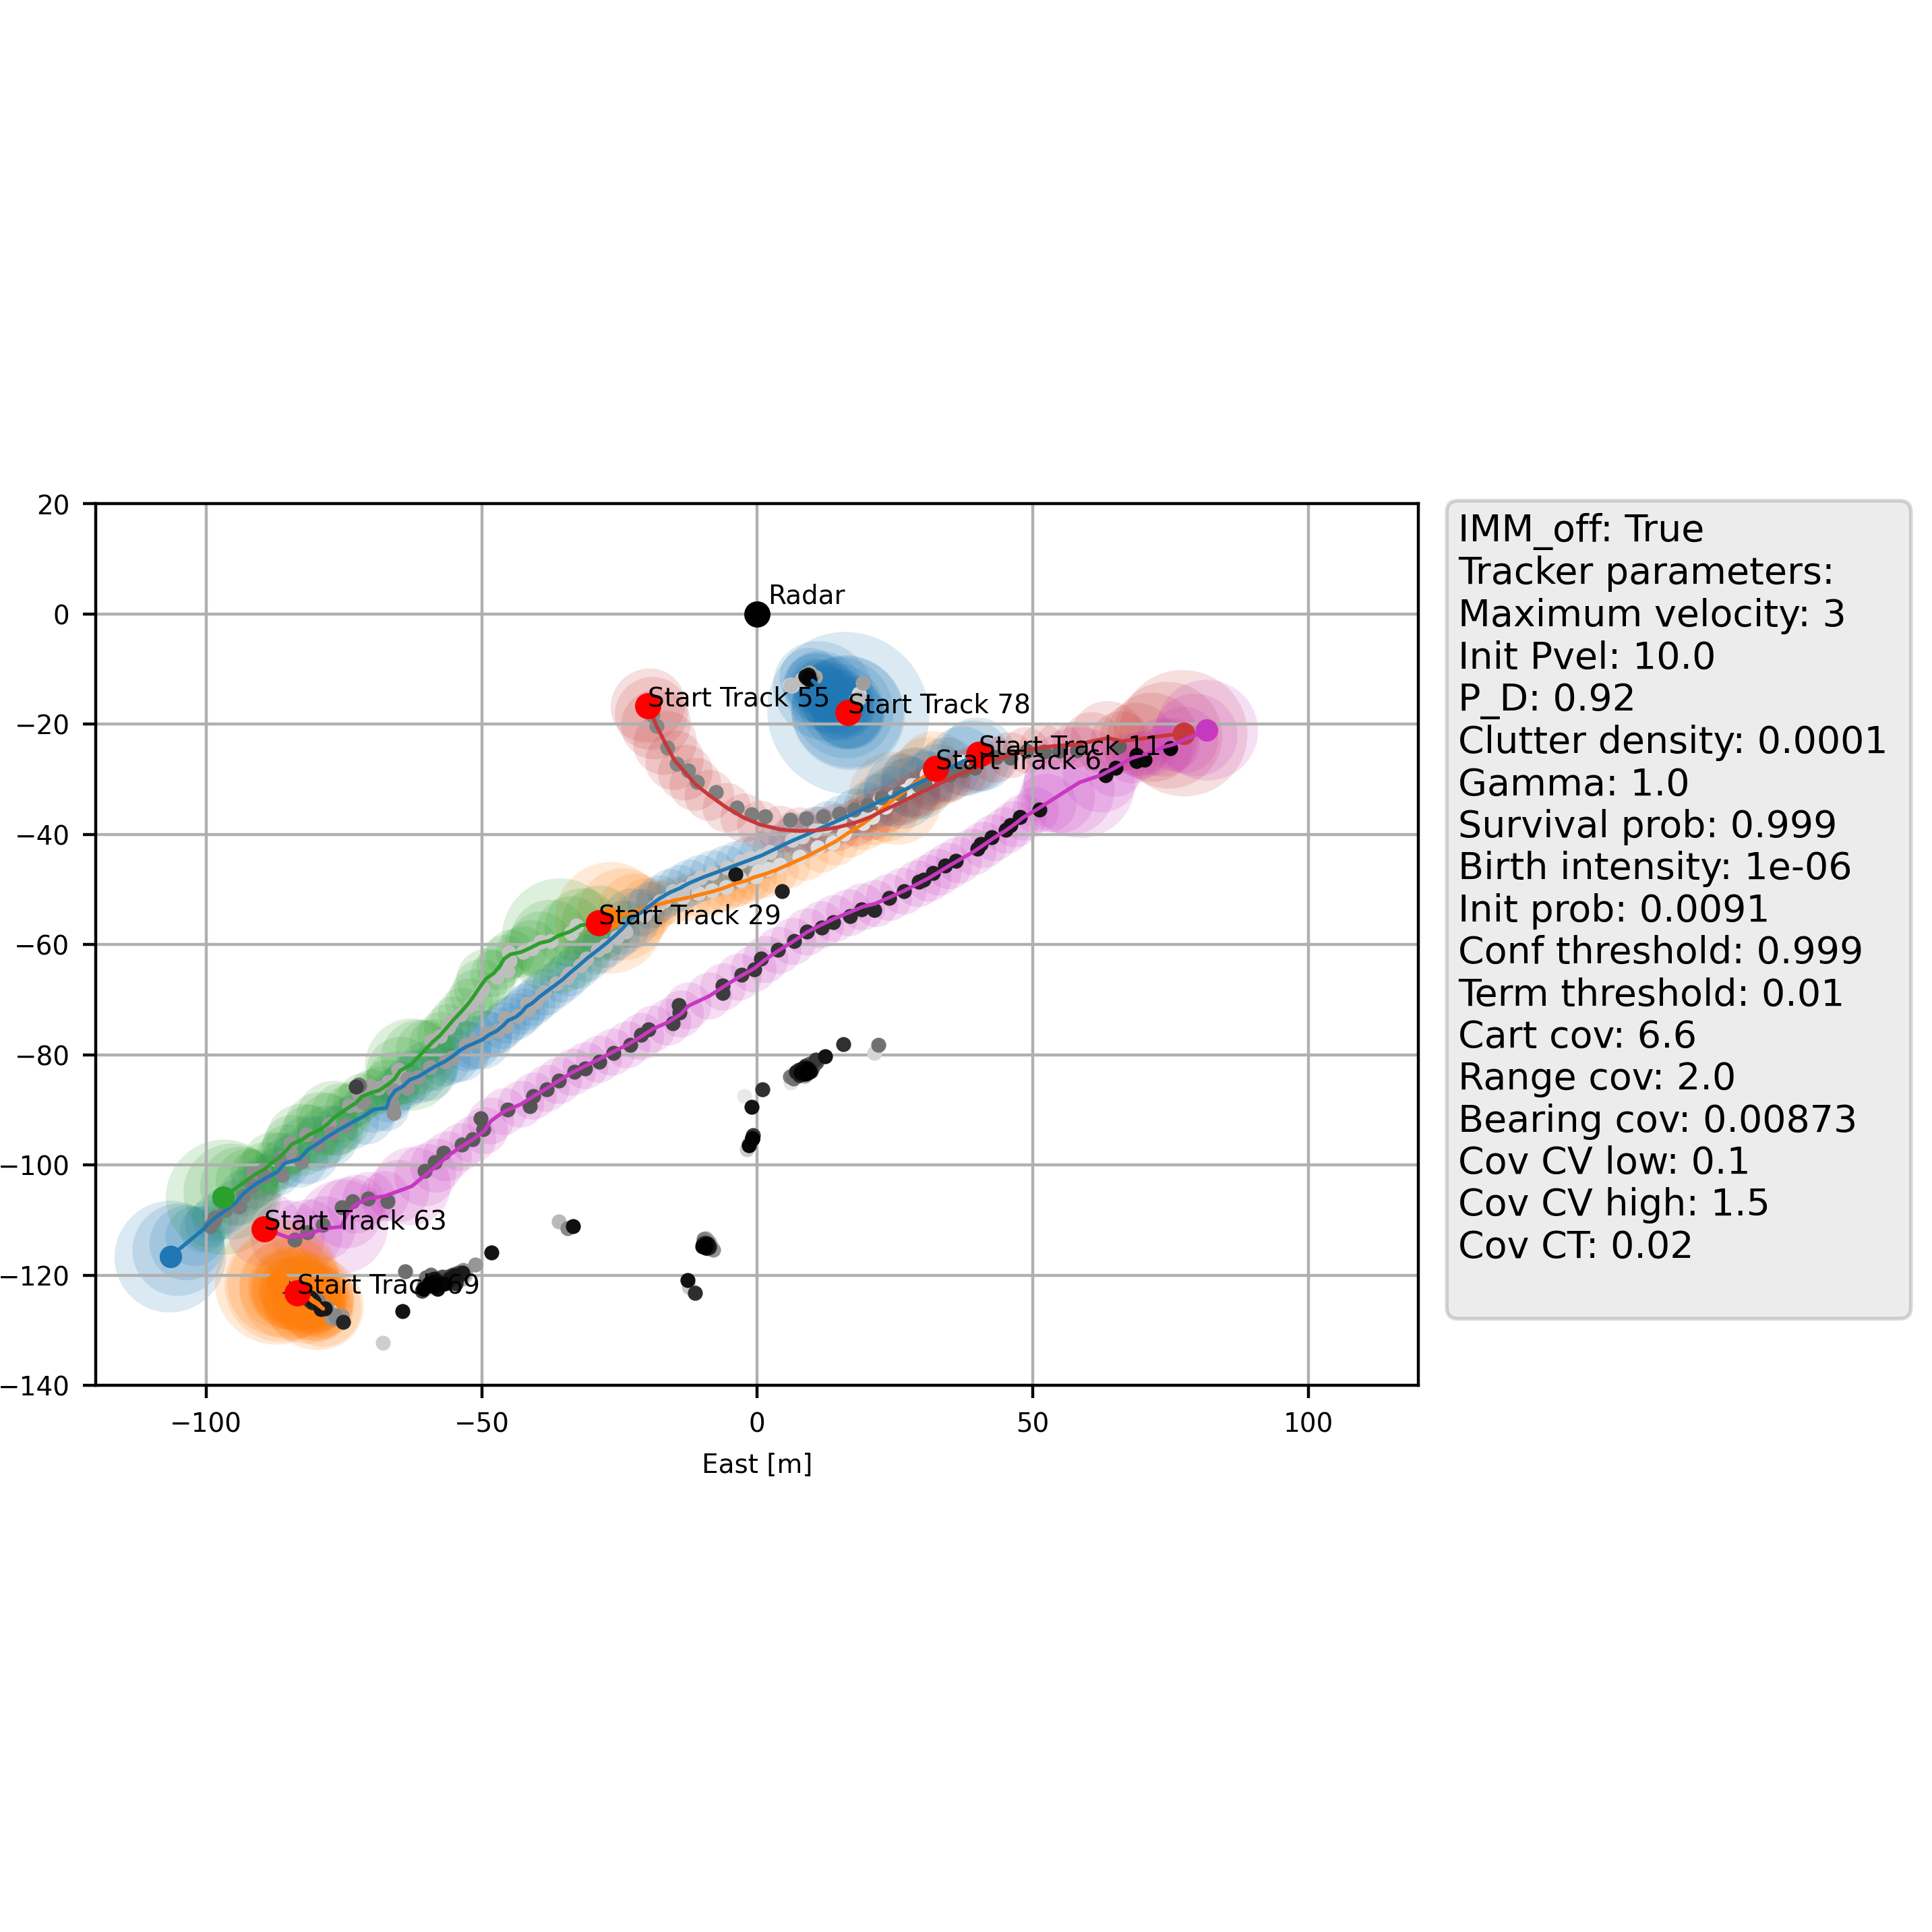 20
0
−20
−40
−60
−80
−100
−120
−140
−100
−50
0
50
100
East [m]
Radar
Start Track 55
Start Track 78
Start Track 11
Start Track 6
Start Track 29
Start Track 63
Start Track 69
IMM_off: True
Tracker parameters:
Maximum velocity: 3
Init Pvel: 10.0
P_D: 0.92
Clutter density: 0.0001
Gamma: 1.0
Survival prob: 0.999
Birth intensity: 1e-06
Init prob: 0.0091
Conf threshold: 0.999
Term threshold: 0.01
Cart cov: 6.6
Range cov: 2.0
Bearing cov: 0.00873
Cov CV low: 0.1
Cov CV high: 1.5
Cov CT: 0.02